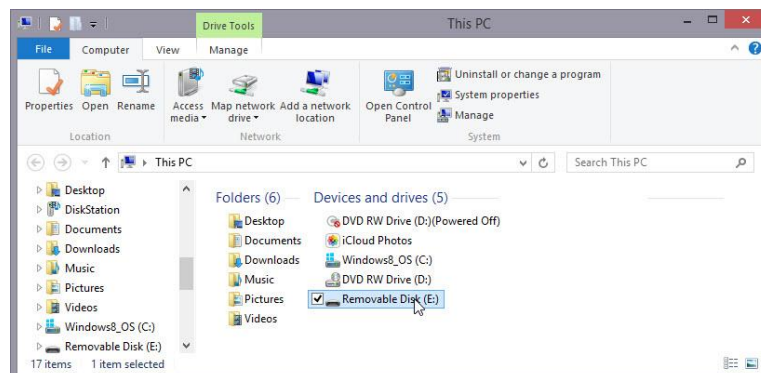 Drive Tools
This PC
File Computer View Manage
Properties Open Rename
Access media
Map network drive
Add a network location
Open Control Panel
Uninstall or change a program
System properties
Manage
Location Network System
This PC
Search This PC
Desktop
DiskStation
Documents
Downloads
Music
Pictures
Videos
Windows8_OS (C:)
Removable Disk (E:)
Folders (6)
Desktop
Documents
Downloads
Music
Pictures
Videos
Devices and drives (5)
DVD RW Drive (D:)(Powered Off)
iCloud Photos
Windows8_OS (C:)
DVD RW Drive (D:)
Removable Disk (E:)
17 items 1 item selected